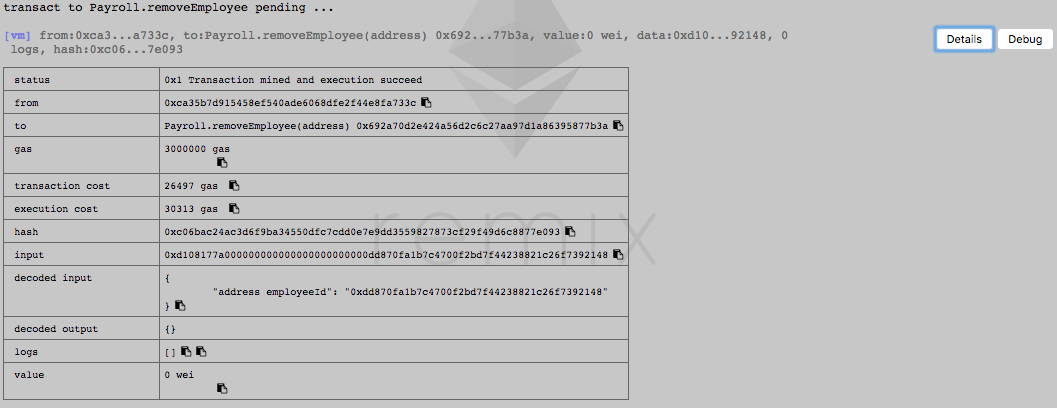 transact to Payroll.removeEmployee pending ...
[vm] from:0xca3...a733c, to:Payroll.removeEmployee(address) 0x692...77b3a, value:0 wei, data:0xd10...92148, 0
logs, hash:0xc06...7e093
Details
Debug
status 0x1 Transaction mined and execution succeed
from 0xca35b7d915458ef540ade6068dfe2f44e8fa733c
to Payroll.removeEmployee(address) 0x692a70d2e424a56d2c6c27aa97d1a86395877b3a
gas 3000000 gas
transaction cost 26497 gas
execution cost 30313 gas
hash 0xc06bac24ac3d6f9ba34550dfc7cdd0e7e9dd3559827873cf29f49d6c8877e093
input 0xd108177a000000000000000000000000dd870fa1b7c4700f2bd7f44238821c26f7392148
decoded input {
"address employeeId": "0xdd870fa1b7c4700f2bd7f44238821c26f7392148"
}
decoded output {}
logs []
value 0 wei
remix